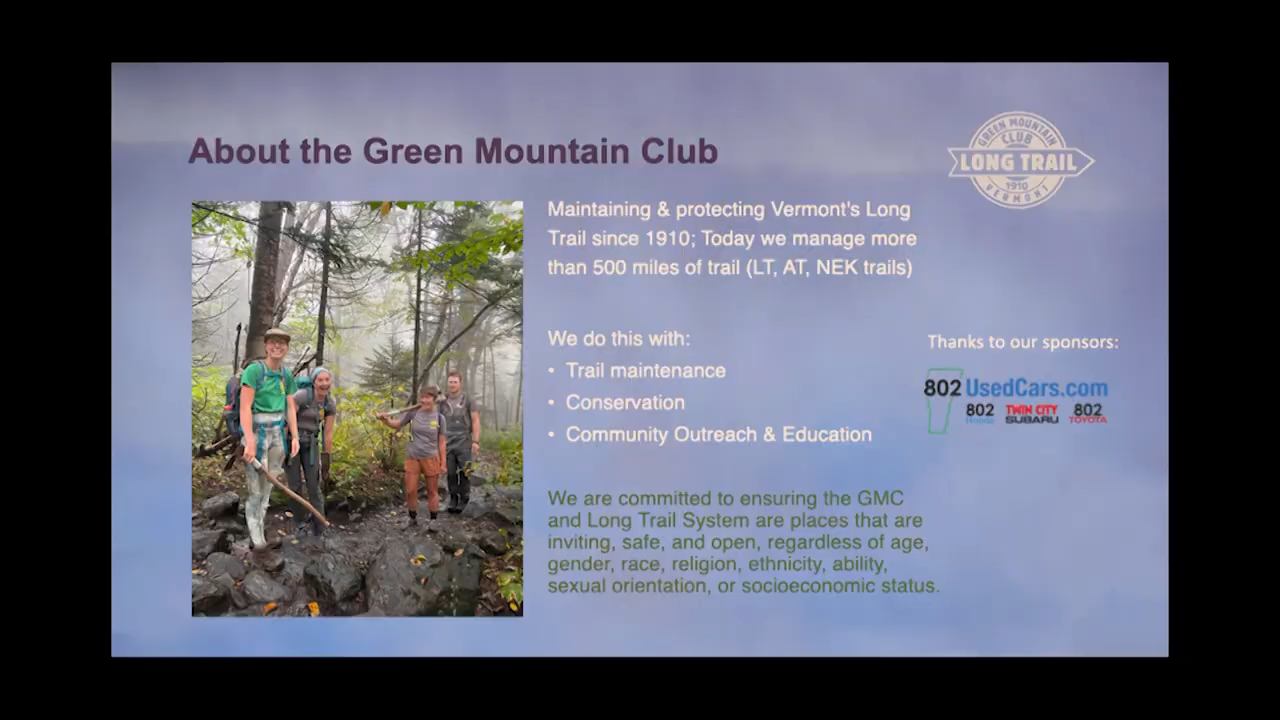 About the Green Mountain Club
GREEN MOUNTAIN
CLUB
LONG TRAIL
1910
VERMONT
Maintaining & protecting Vermont's Long
Trail since 1910; Today we manage more
than 500 miles of trail (LT, AT, NEK trails)
We do this with:
• Trail maintenance
• Conservation
• Community Outreach & Education
Thanks to our sponsors:
802 UsedCars.com
802 TWIN CITY 802
Honda SUBARU TOYOTA
We are committed to ensuring the GMC
and Long Trail System are places that are
inviting, safe, and open, regardless of age,
gender, race, religion, ethnicity, ability,
sexual orientation, or socioeconomic status.